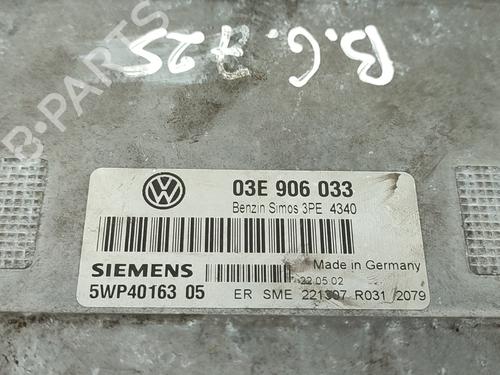 B.G. 725
B-PARTS
03E 906 033
Benzin Simos 3PE 4340
SIEMENS
Made in Germany
22.05.02
5WP40163 05
ER SME 221307 R031 2079